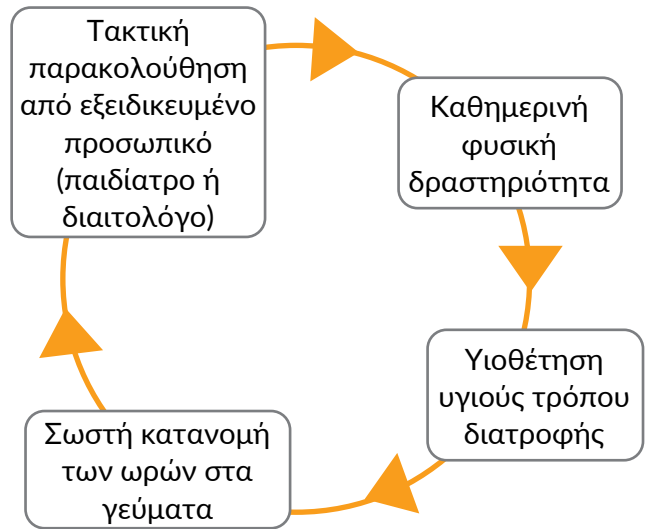 Τακτική
παρακολούθηση
από εξειδικευμένο
προσωπικό
(παιδίατρο ή
διαιτολόγο)
Καθημερινή
φυσική
δραστηριότητα
Υιοθέτηση
υγιούς τρόπου
διατροφής
Σωστή κατανομή
των ωρών στα
γεύματα